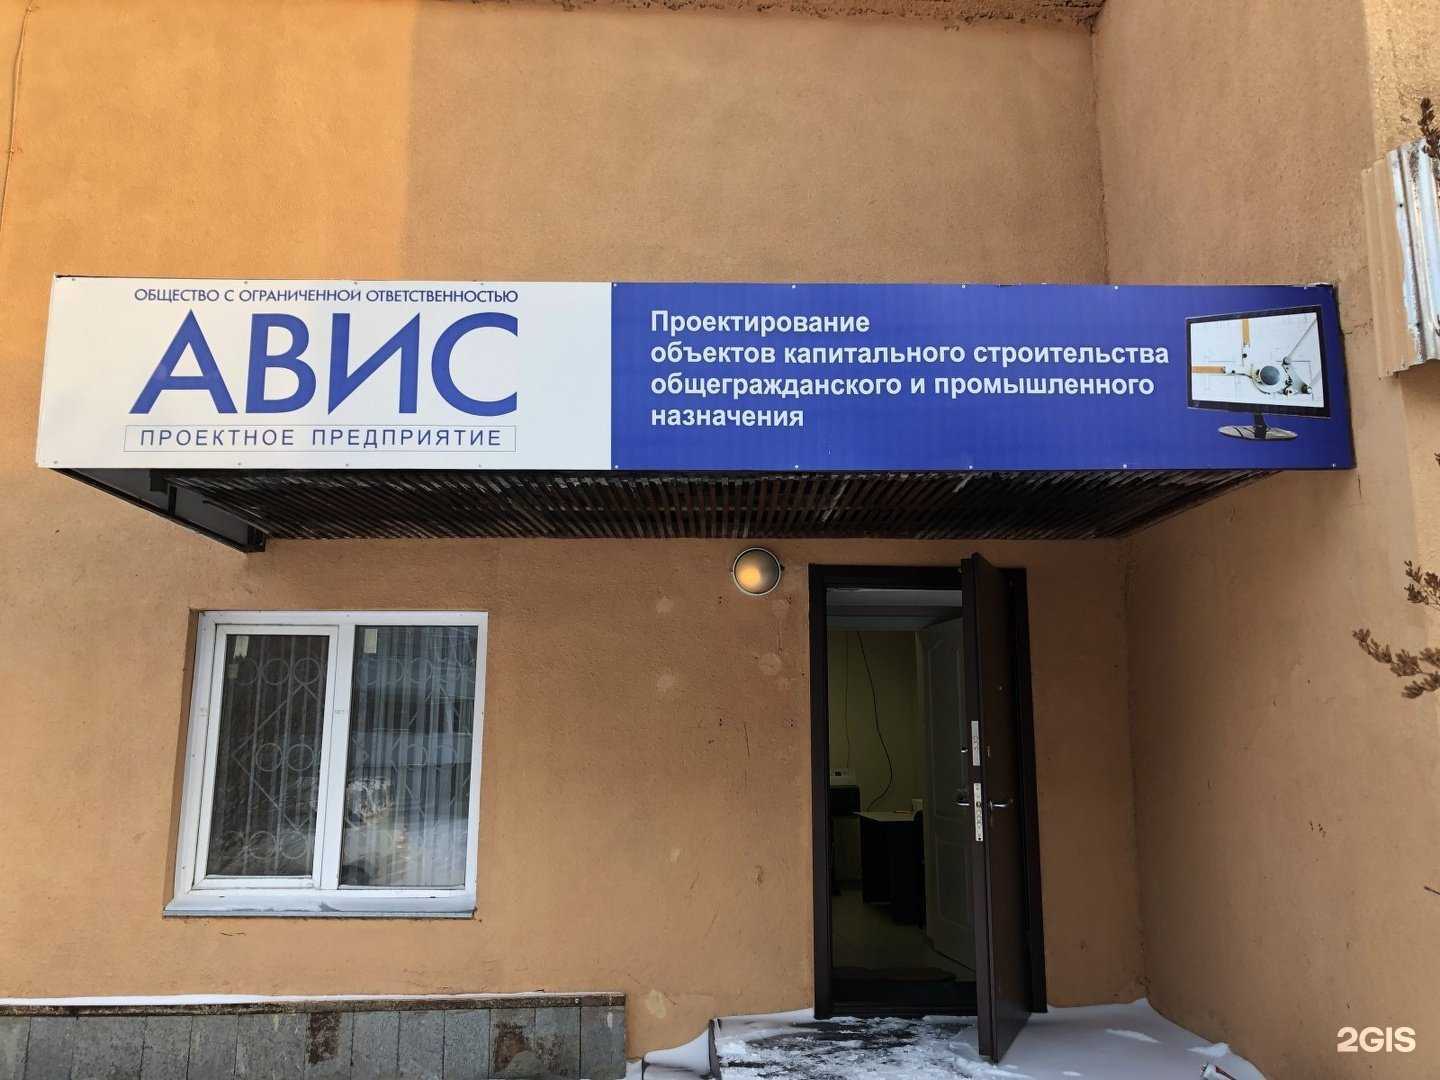 ОБЩЕСТВО С ОГРАНИЧЕННОЙ ОТВЕТСТВЕННОСТЬЮ
АВИС
ПРОЕКТНОЕ ПРЕДПРИЯТИЕ
Проектирование
объектов капитального строительства
общегражданского и промышленного
назначения
2GIS